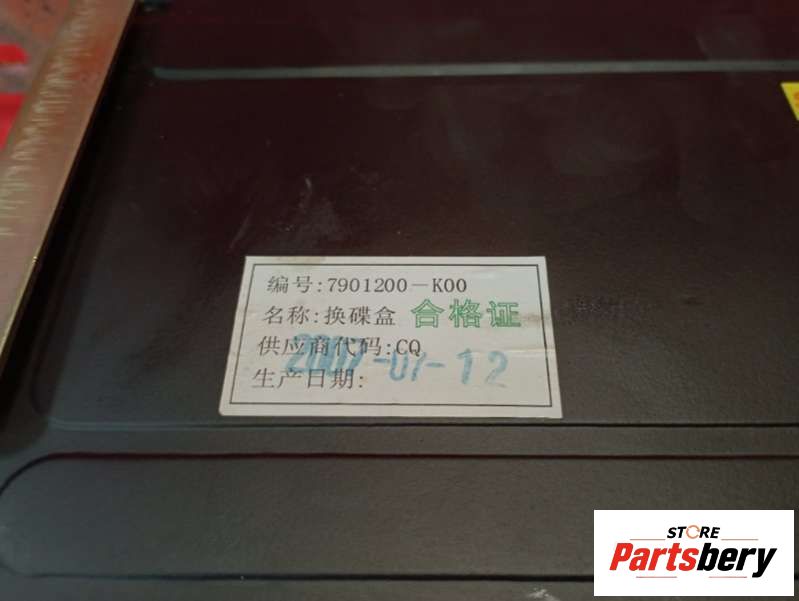 编号:7901200-K00
名称:换碟盒 合格证
供应商代码:CQ
2007-07-12
生产日期:
STORE
Partsbery